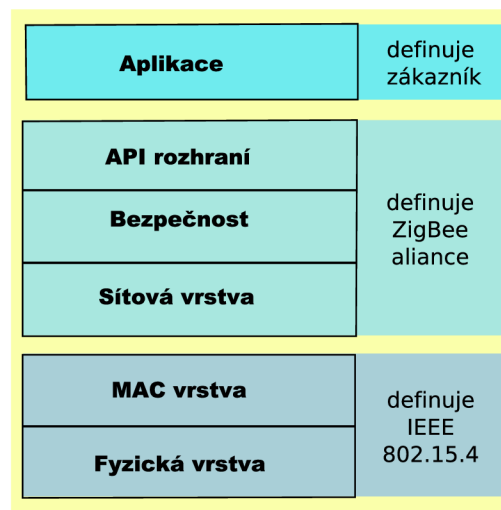 Aplikace
definuje
zákazník
API rozhraní
Bezpečnost
Sítová vrstva
definuje
ZigBee
aliance
MAC vrstva
Fyzická vrstva
definuje
IEEE
802.15.4